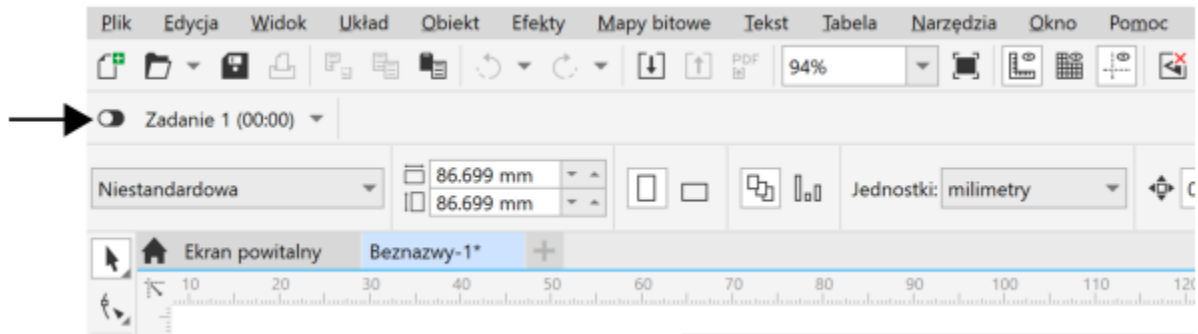 Plik Edycja Widok Układ Obiekt Efekty Mapy bitowe Tekst Tabela Narzędzia Okno Pomoc
PDF 94%
Zadanie 1 (00:00)
86.699 mm
Niestandardowa Jednostki: milimetry
86.699 mm
Ekran powitalny Beznazwy-1*
10 20 30 40 50 60 70 80 90 100 110 120